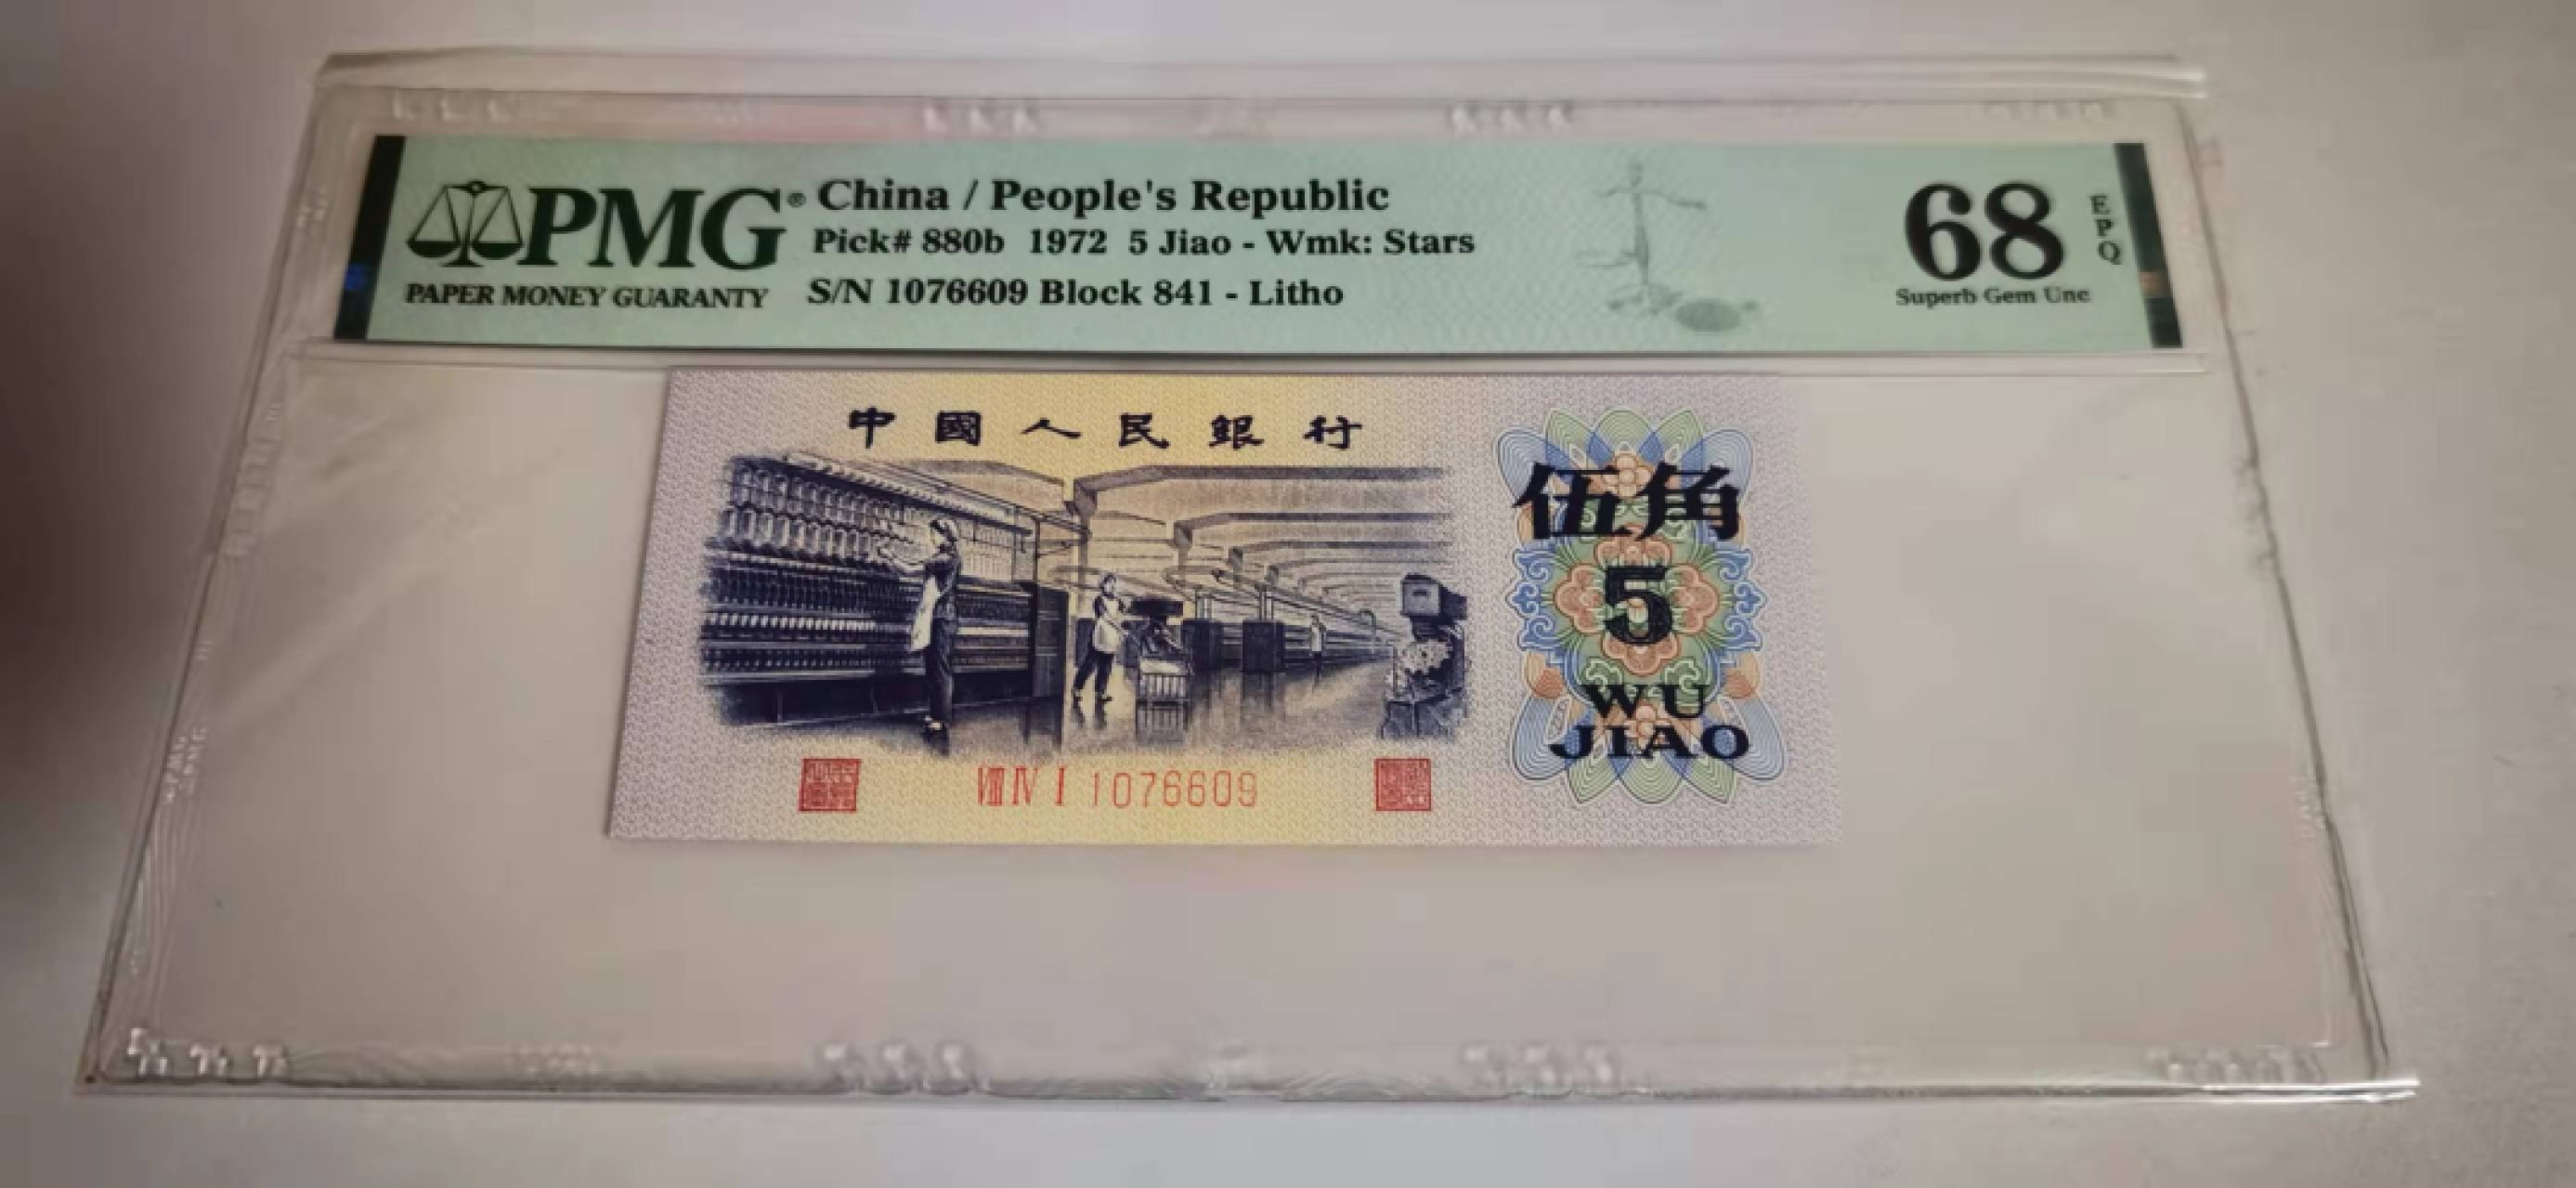 PMG®
PAPER MONEY GUARANTY
China / People's Republic
Pick# 880b 1972 5 Jiao - Wmk: Stars
S/N 1076609 Block 841 - Litho
68
EPQ
Superb Gem Unc
中國人民銀行
伍角
5
WU
JIAO
VIII IV I 1076609